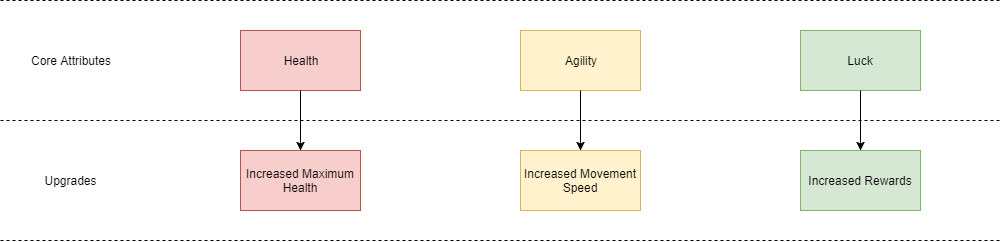 Core Attributes
Health
Agility
Luck
Upgrades
Increased Maximum
Health
Increased Movement
Speed
Increased Rewards